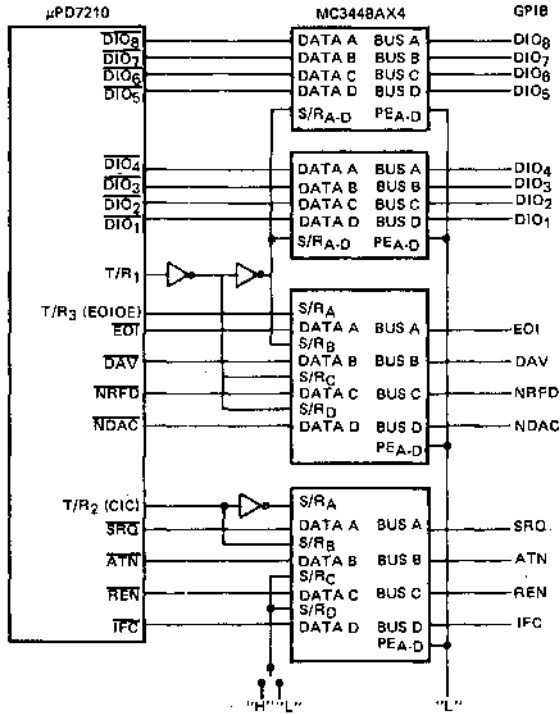 µPD7210 MC3448AX4 GPIB
DIO8 DATA A BUS A DIO8
DIO7 DATA B BUS B DIO7
DIO6 DATA C BUS C DIO6
DIO5 DATA D BUS D DIO5
S/RA-D PEA-D
DIO4 DATA A BUS A DIO4
DIO3 DATA B BUS B DIO3
DIO2 DATA C BUS C DIO2
DIO1 DATA D BUS D DIO1
S/RA-D PEA-D
T/R1
T/R3 (EOIOE) S/RA
EOI DATA A BUS A EOI
S/RB
DAV DATA B BUS B DAV
S/RC
NRFD DATA C BUS C NRFD
S/RD
NDAC DATA D BUS D NDAC
PEA-D
T/R2 (CIC) S/RA
SRQ DATA A BUS A SRQ
S/RB
ATN DATA B BUS B ATN
S/RC
REN DATA C BUS C REN
S/RD
IFC DATA D BUS D IFC
PEA-D
"H" "L" "L"